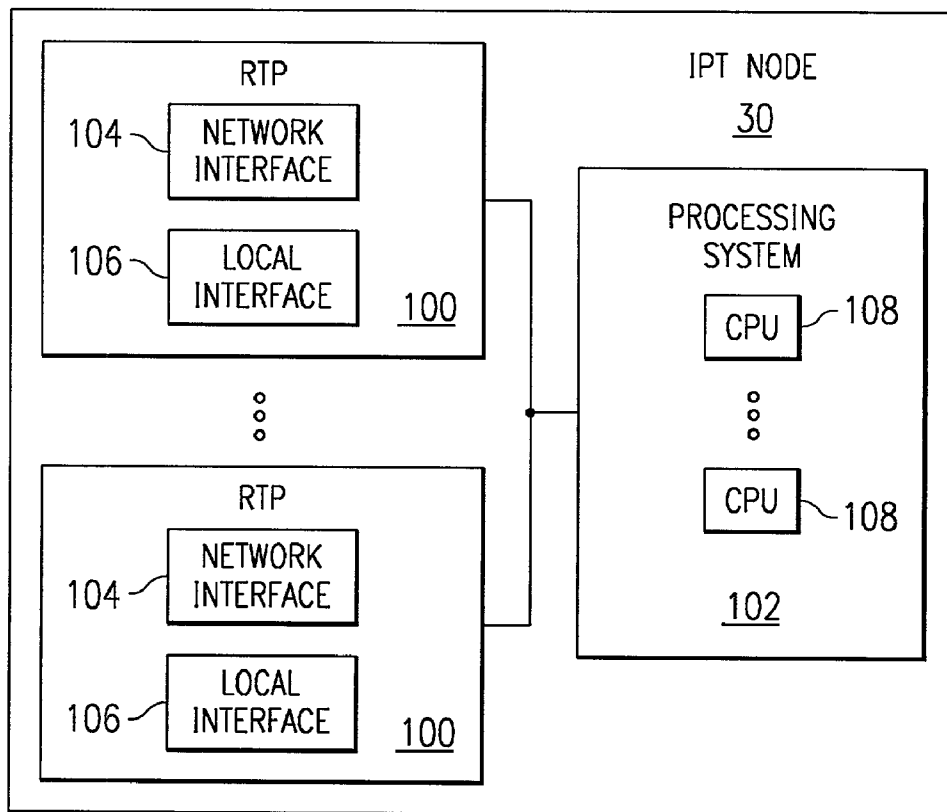 RTP
104
NETWORK
INTERFACE
106
LOCAL
INTERFACE
100
RTP
104
NETWORK
INTERFACE
106
LOCAL
INTERFACE
100
IPT NODE
30
PROCESSING
SYSTEM
CPU
108
CPU
108
102